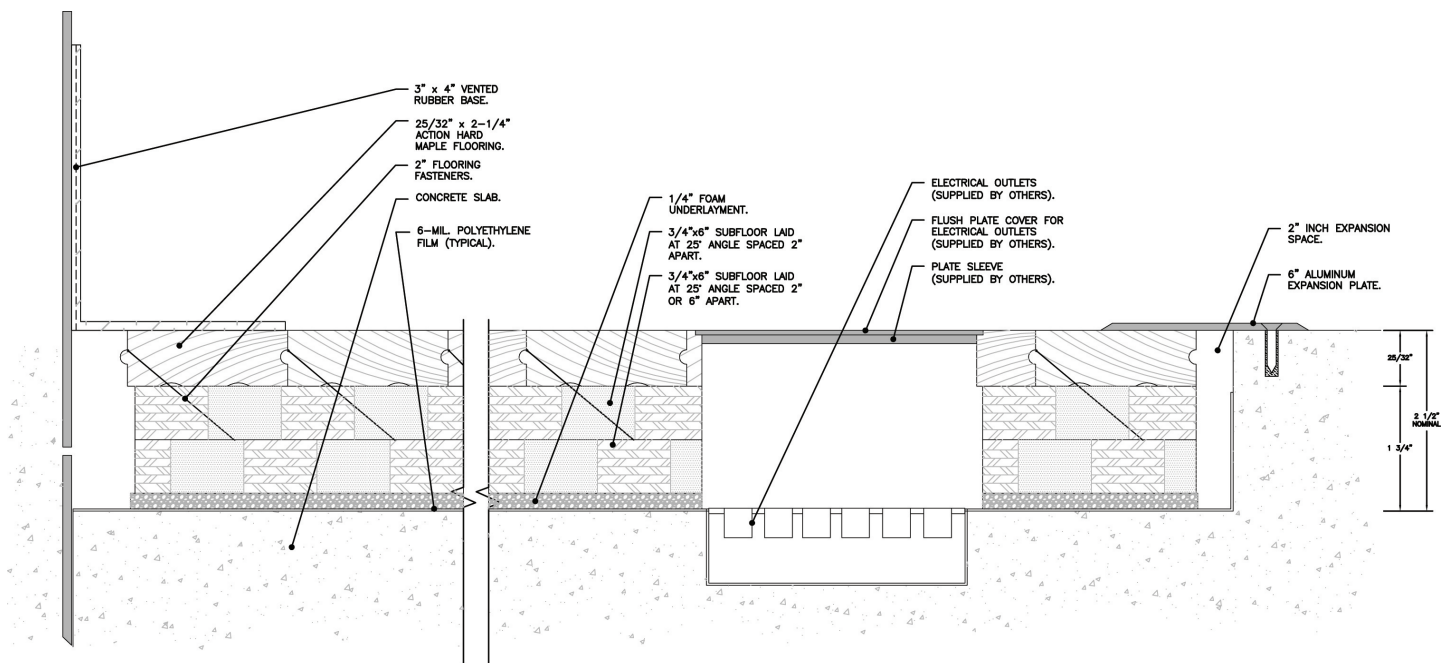 3" x 4" VENTED
RUBBER BASE.
25/32" x 2-1/4"
ACTION HARD
MAPLE FLOORING.
2" FLOORING
FASTENERS.
CONCRETE SLAB.
6-MIL. POLYETHYLENE
FILM (TYPICAL).
1/4" FOAM
UNDERLAYMENT.
3/4"x6" SUBFLOOR LAID
AT 25° ANGLE SPACED 2"
APART.
3/4"x6" SUBFLOOR LAID
AT 25° ANGLE SPACED 2"
OR 6" APART.
ELECTRICAL OUTLETS
(SUPPLIED BY OTHERS).
FLUSH PLATE COVER FOR
ELECTRICAL OUTLETS
(SUPPLIED BY OTHERS).
PLATE SLEEVE
(SUPPLIED BY OTHERS).
2" INCH EXPANSION
SPACE.
6" ALUMINUM
EXPANSION PLATE.
25/32"
2 1/2"
NOMINAL
1 3/4"